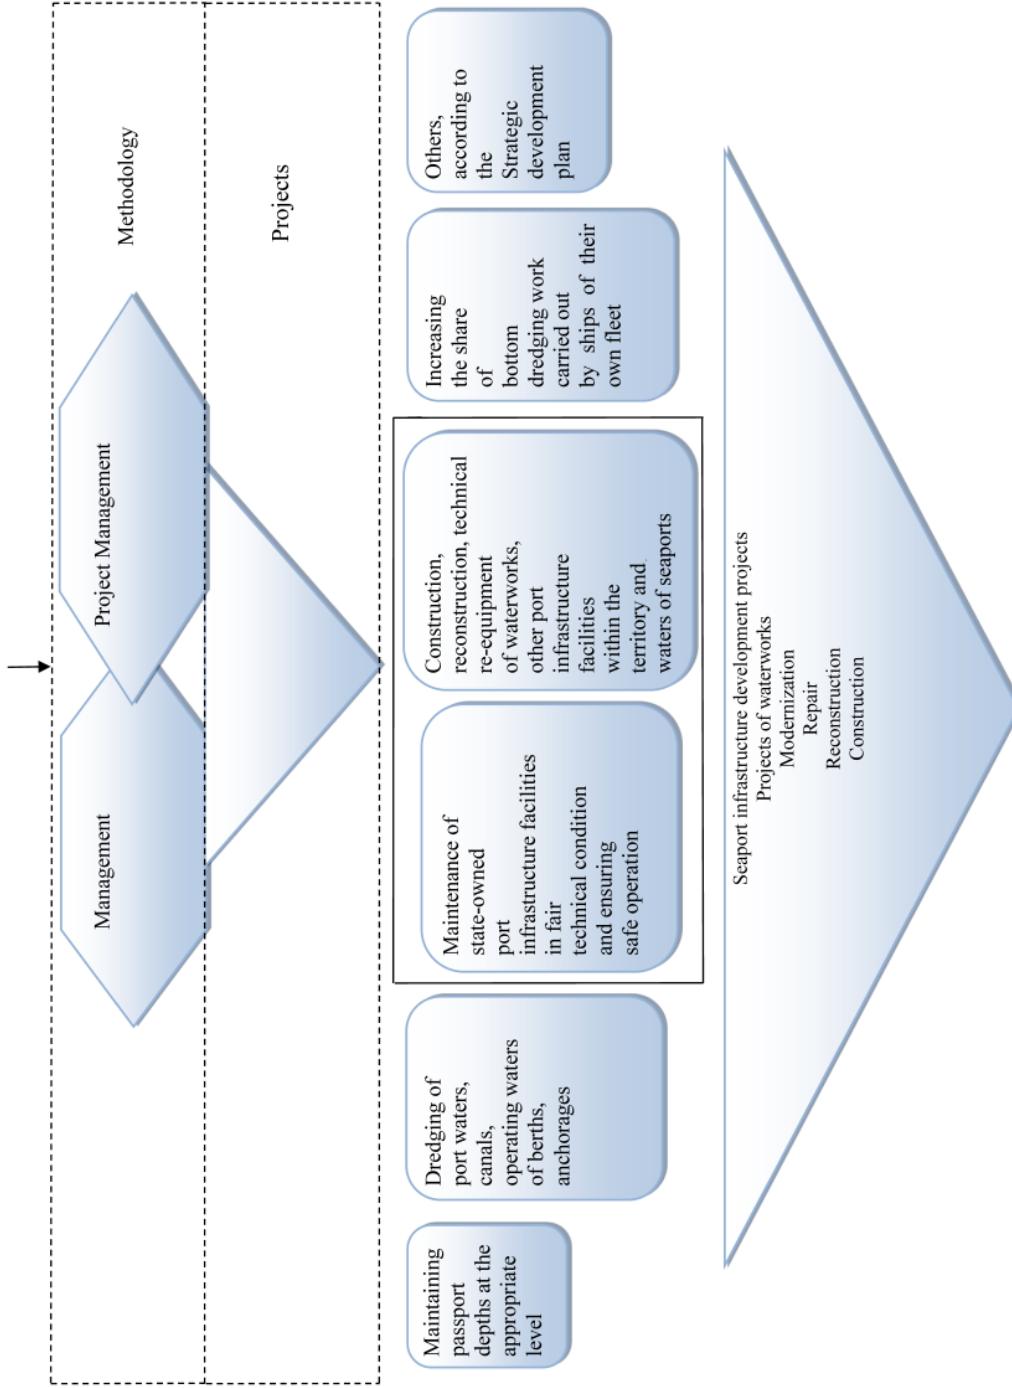 Methodology
Management
Project Management
Projects
Maintaining
passport
depths at the
appropriate
level
Dredging of
port waters,
canals,
operating waters
of berths,
anchorages
Maintenance of
state-owned
port
infrastructure facilities
in fair
technical condition
and ensuring
safe operation
Construction,
reconstruction, technical
re-equipment
of waterworks,
other port
infrastructure
facilities
within the
territory and
waters of seaports
Increasing
the share
of
bottom
dredging work
carried out
by ships of their
own fleet
Others,
according to
the
Strategic
development
plan
Seaport infrastructure development projects
Projects of waterworks
Modernization
Repair
Reconstruction
Construction